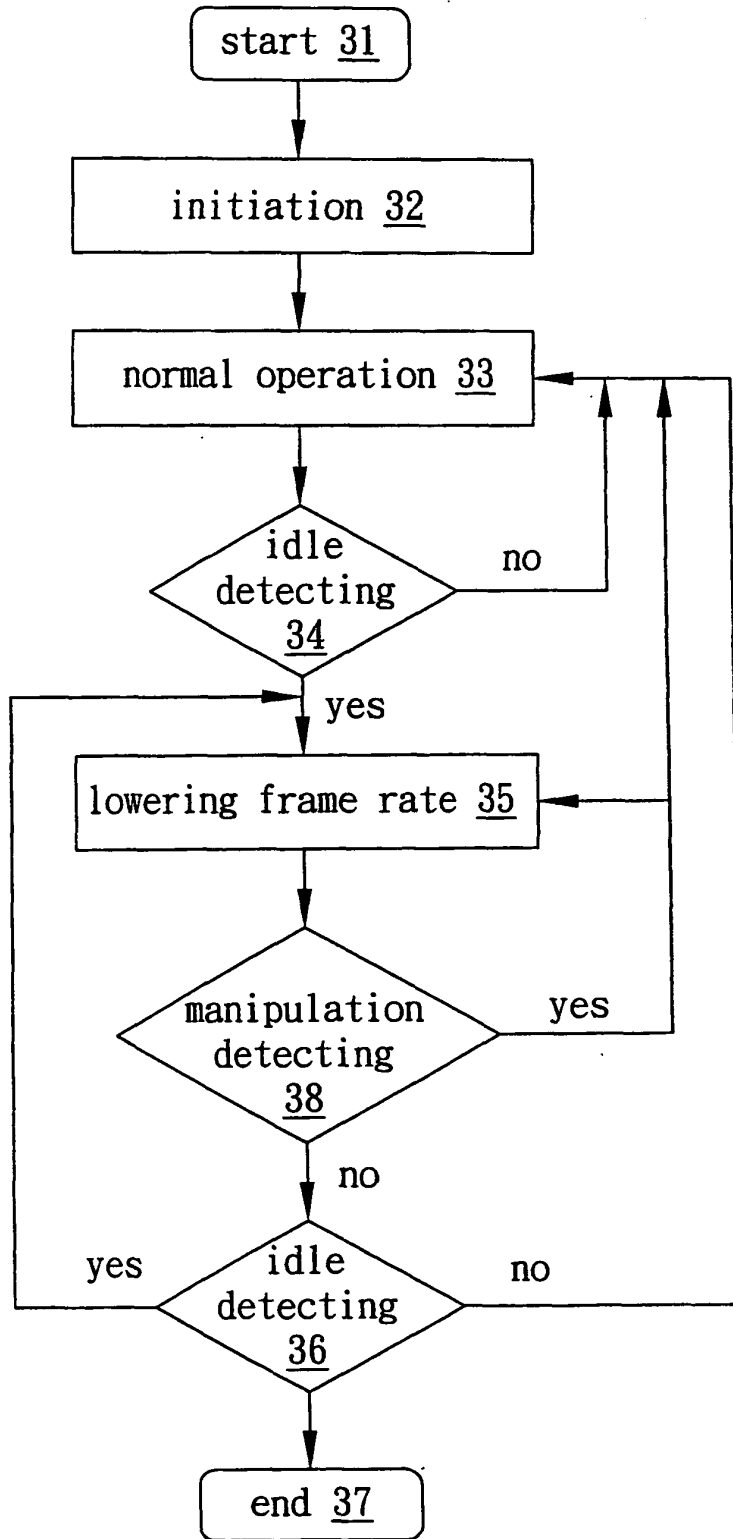 start 31
initiation 32
normal operation 33
idle
detecting
34
no
yes
lowering frame rate 35
manipulation
detecting
38
yes
no
yes
idle
detecting
36
no
end 37